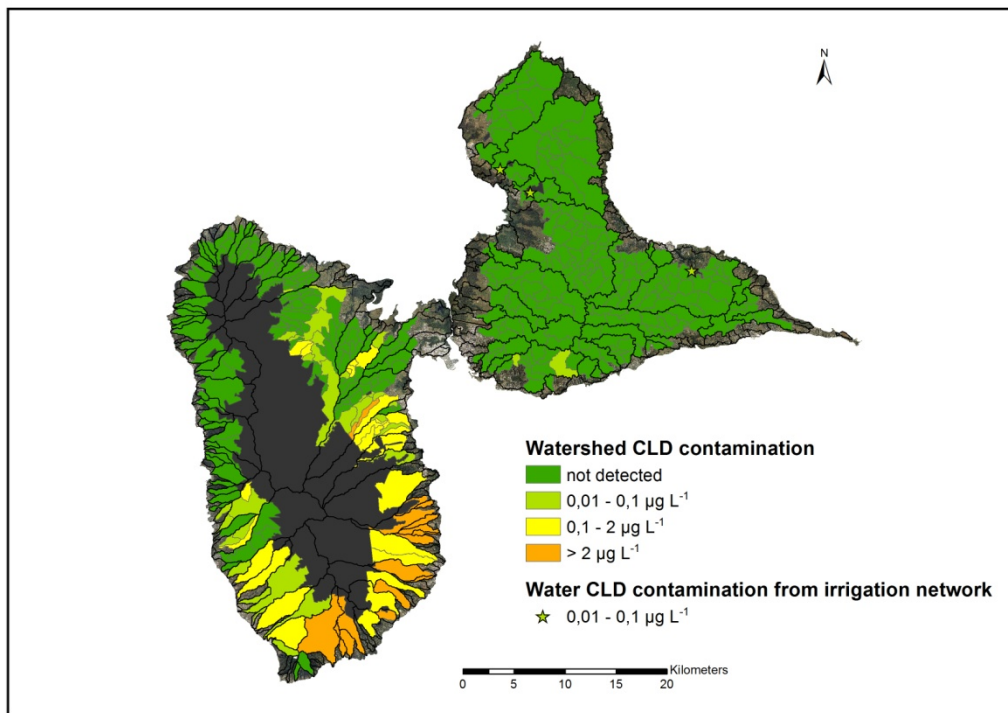 N
Watershed CLD contamination
not detected
0,01 - 0,1 µg L⁻¹
0,1 - 2 µg L⁻¹
> 2 µg L⁻¹
Water CLD contamination from irrigation network
0,01 - 0,1 µg L⁻¹
Kilometers
0 5 10 15 20